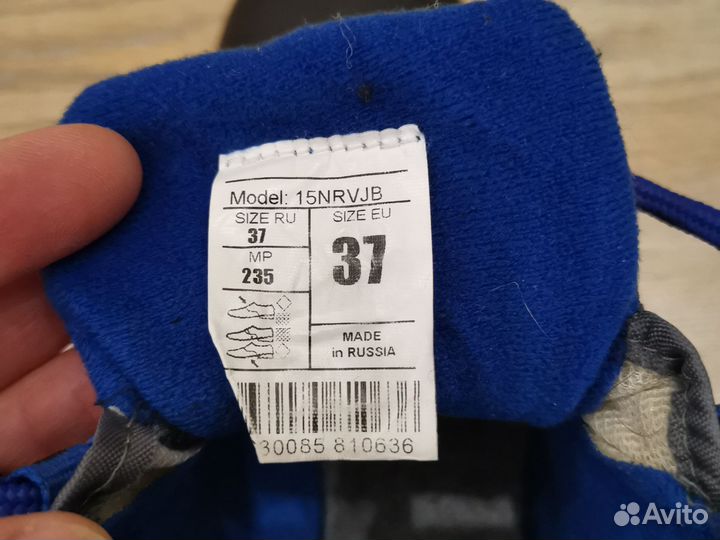 Model: 15NRVJB
SIZE RU
37
MP
235
SIZE EU
37
MADE
in RUSSIA
30085 810636
Avito